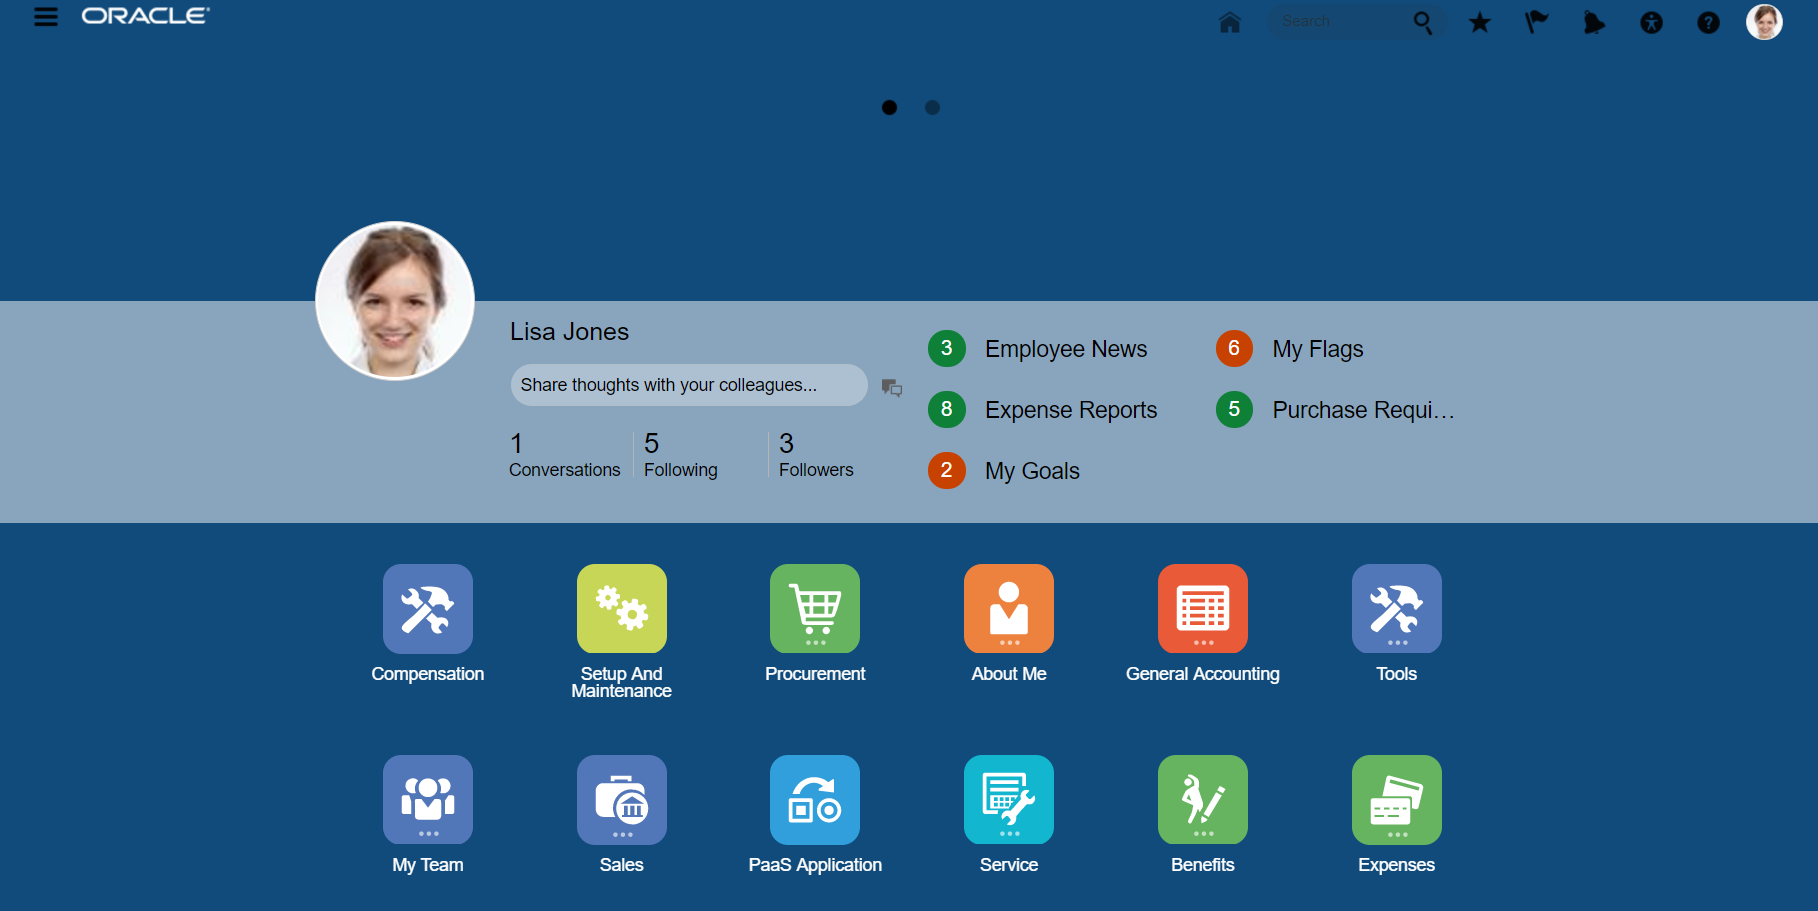 ORACLE
Search
Lisa Jones
Share thoughts with your colleagues...
1
Conversations
5
Following
3
Followers
3 Employee News
6 My Flags
8 Expense Reports
5 Purchase Requi...
2 My Goals
Compensation
Setup And
Maintenance
Procurement
About Me
General Accounting
Tools
My Team
Sales
PaaS Application
Service
Benefits
Expenses